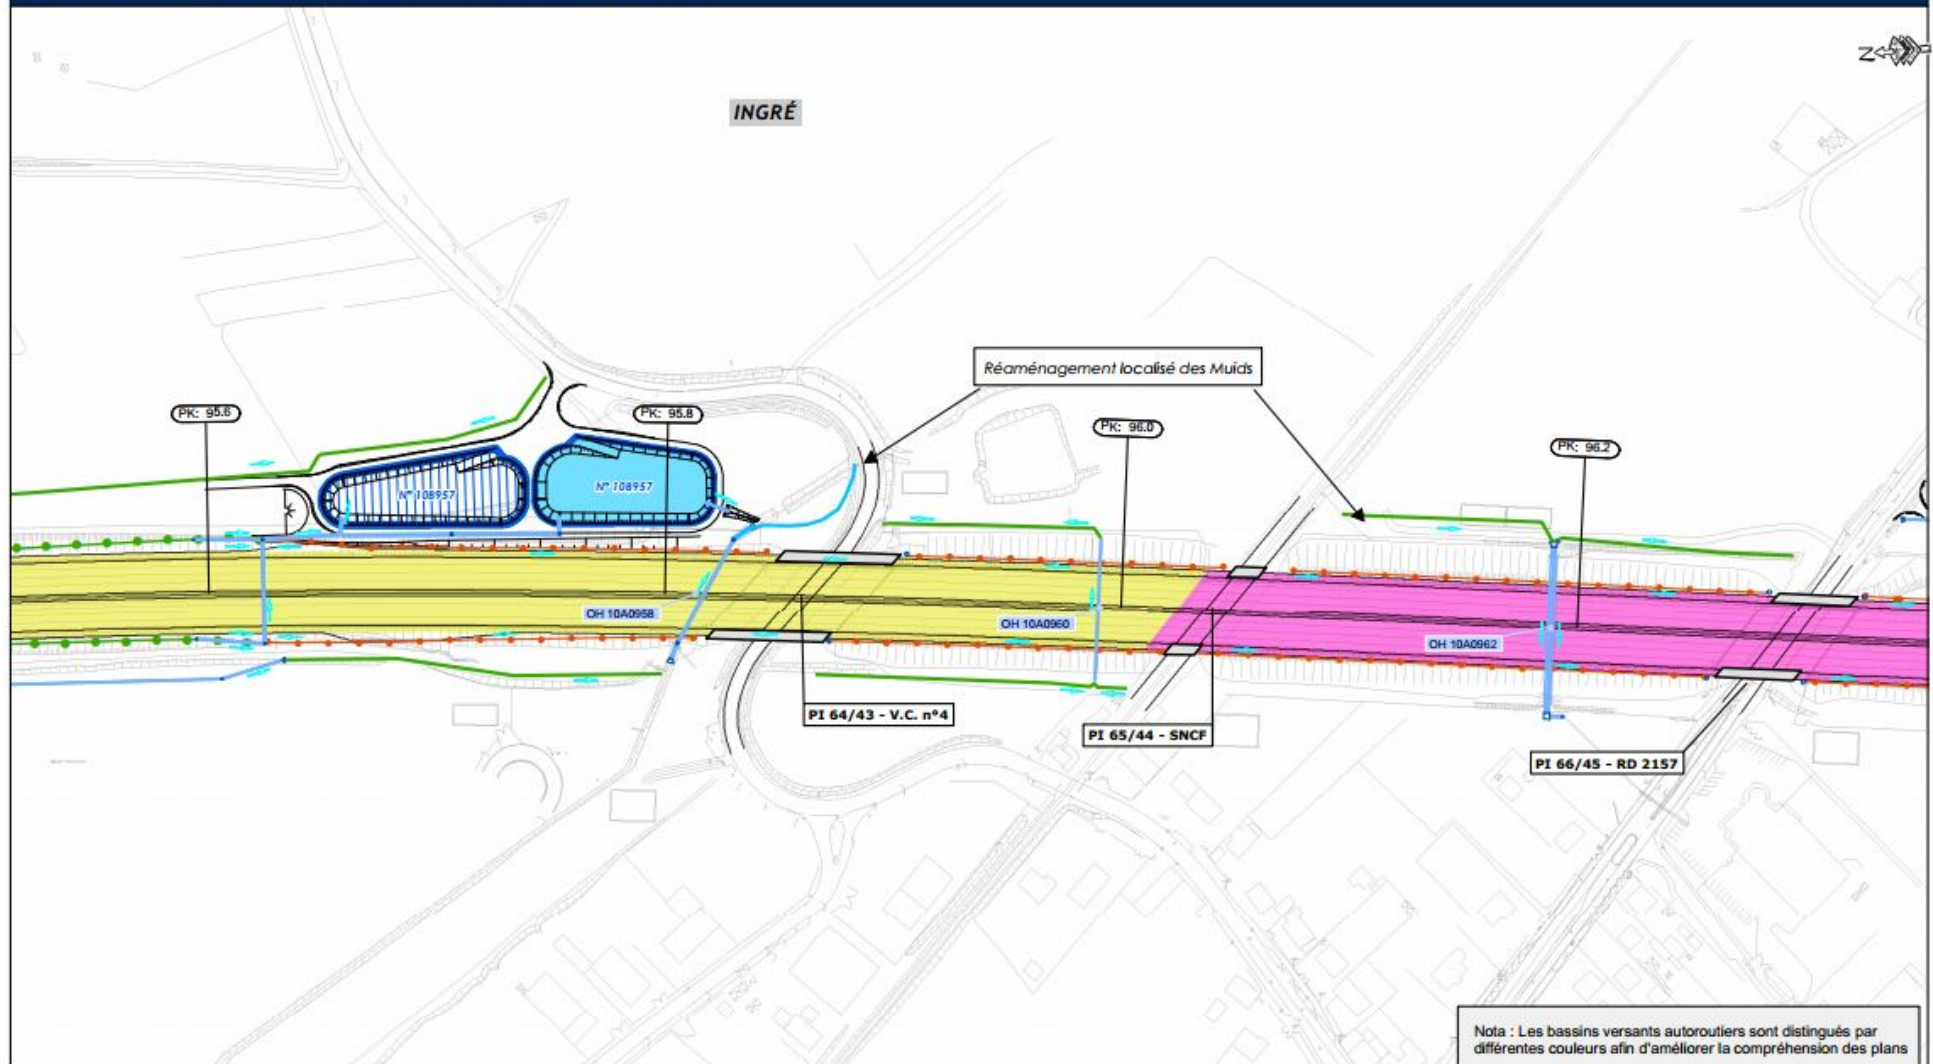 N
INGRÉ
Réaménagement localisé des Muids
PK: 95.6
PK: 95.8
PK: 96.0
PK: 96.2
N° 108957
N° 108957
OH 10A0958
OH 10A0960
OH 10A0962
PI 64/43 - V.C. n°4
PI 65/44 - SNCF
PI 66/45 - RD 2157
Nota : Les bassins versants autoroutiers sont distingués par
différentes couleurs afin d'améliorer la compréhension des plans